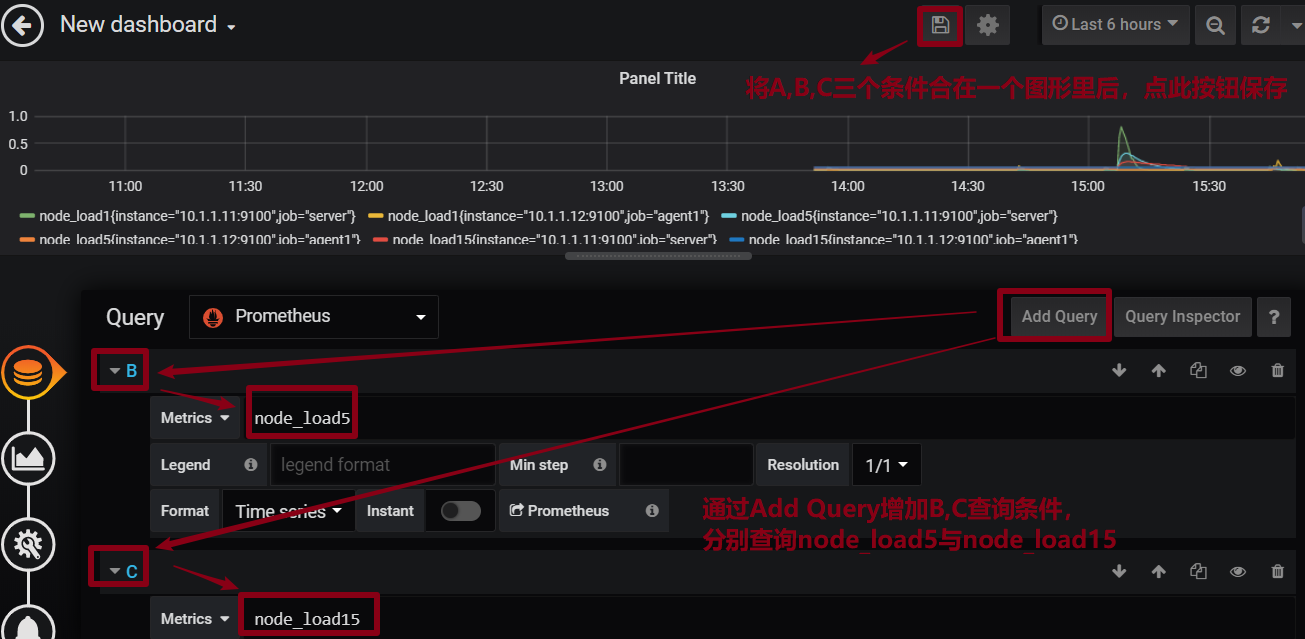 New dashboard
Last 6 hours
Panel Title
将A,B,C三个条件合在一个图形里后，点此按钮保存
1.0
0.5
0
11:00 11:30 12:00 12:30 13:00 13:30 14:00 14:30 15:00 15:30
node_load1{instance="10.1.1.11:9100",job="server"} node_load1{instance="10.1.1.12:9100",job="agent1"} node_load5{instance="10.1.1.11:9100",job="server"}
node_load5{instance="10.1.1.12:9100",job="agent1"} node_load15{instance="10.1.1.11:9100",job="server"} node_load15{instance="10.1.1.12:9100",job="agent1"}
Query Prometheus Add Query Query Inspector ?
B
Metrics node_load5
Legend legend format Min step Resolution 1/1
Format Time series Instant Prometheus
通过Add Query增加B,C查询条件，
分别查询node_load5与node_load15
C
Metrics node_load15